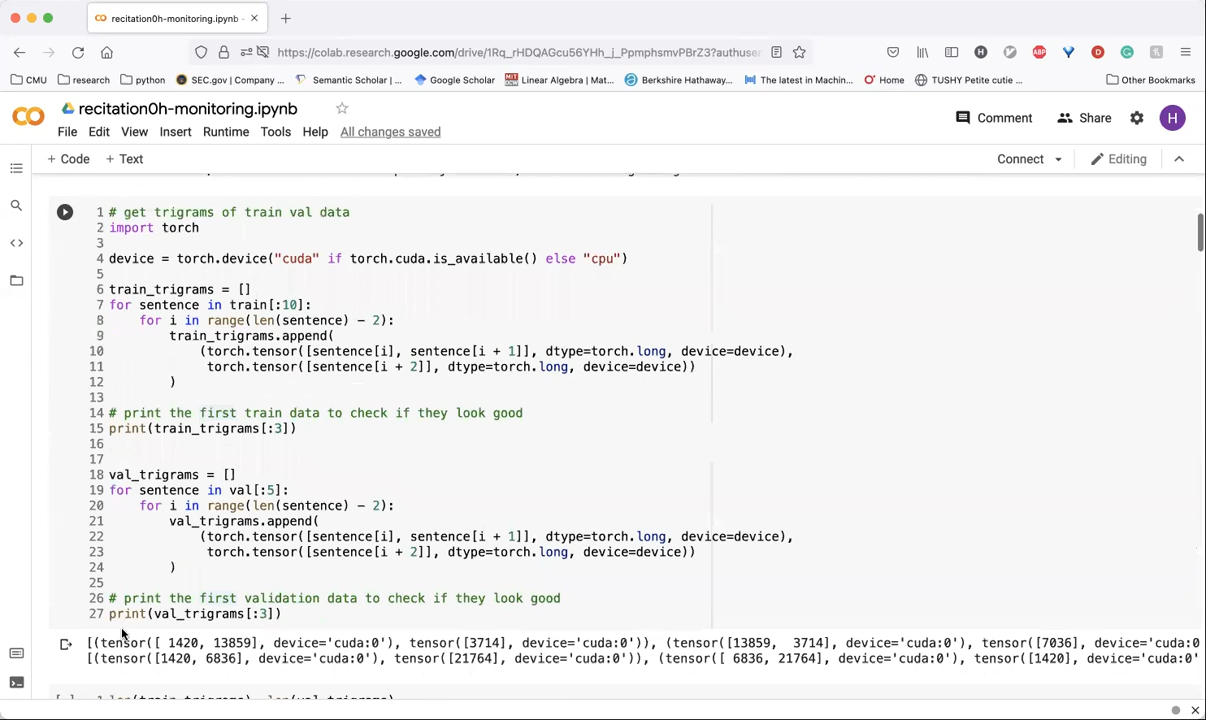 recitation0h-monitoring.ipynb -
https://colab.research.google.com/drive/1Rq_rHDQAGcu56YHh_j_PpmphsmvPBrZ3?authuse
CMU research python SEC.gov | Company ... Semantic Scholar | ... Google Scholar Linear Algebra | Mat... Berkshire Hathaway... The latest in Machin... Home TUSHY Petite cutie ... Other Bookmarks
recitation0h-monitoring.ipynb
Comment Share H
File Edit View Insert Runtime Tools Help All changes saved
+ Code + Text Connect Editing
1 # get trigrams of train val data
2 import torch
3
4 device = torch.device("cuda" if torch.cuda.is_available() else "cpu")
5
6 train_trigrams = []
7 for sentence in train[:10]:
8 for i in range(len(sentence) - 2):
9 train_trigrams.append(
10 (torch.tensor([sentence[i], sentence[i + 1]], dtype=torch.long, device=device),
11 torch.tensor([sentence[i + 2]], dtype=torch.long, device=device))
12 )
13
14 # print the first train data to check if they look good
15 print(train_trigrams[:3])
16
17
18 val_trigrams = []
19 for sentence in val[:5]:
20 for i in range(len(sentence) - 2):
21 val_trigrams.append(
22 (torch.tensor([sentence[i], sentence[i + 1]], dtype=torch.long, device=device),
23 torch.tensor([sentence[i + 2]], dtype=torch.long, device=device))
24 )
25
26 # print the first validation data to check if they look good
27 print(val_trigrams[:3])
[(tensor([ 1420, 13859], device='cuda:0'), tensor([3714], device='cuda:0')), (tensor([13859, 3714], device='cuda:0'), tensor([7036], device='cuda:0
[(tensor([1420, 6836], device='cuda:0'), tensor([21764], device='cuda:0')), (tensor([ 6836, 21764], device='cuda:0'), tensor([1420], device='cuda:0'
1 len(train_trigrams), len(val_trigrams)